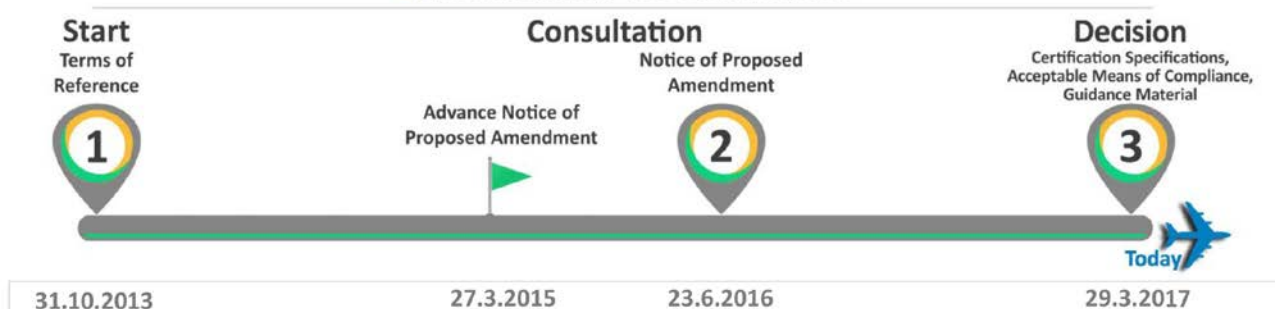 Start
Terms of
Reference
1
Consultation
Advance Notice of
Proposed Amendment
Notice of Proposed
Amendment
2
Decision
Certification Specifications,
Acceptable Means of Compliance,
Guidance Material
3
Today
31.10.2013
27.3.2015
23.6.2016
29.3.2017